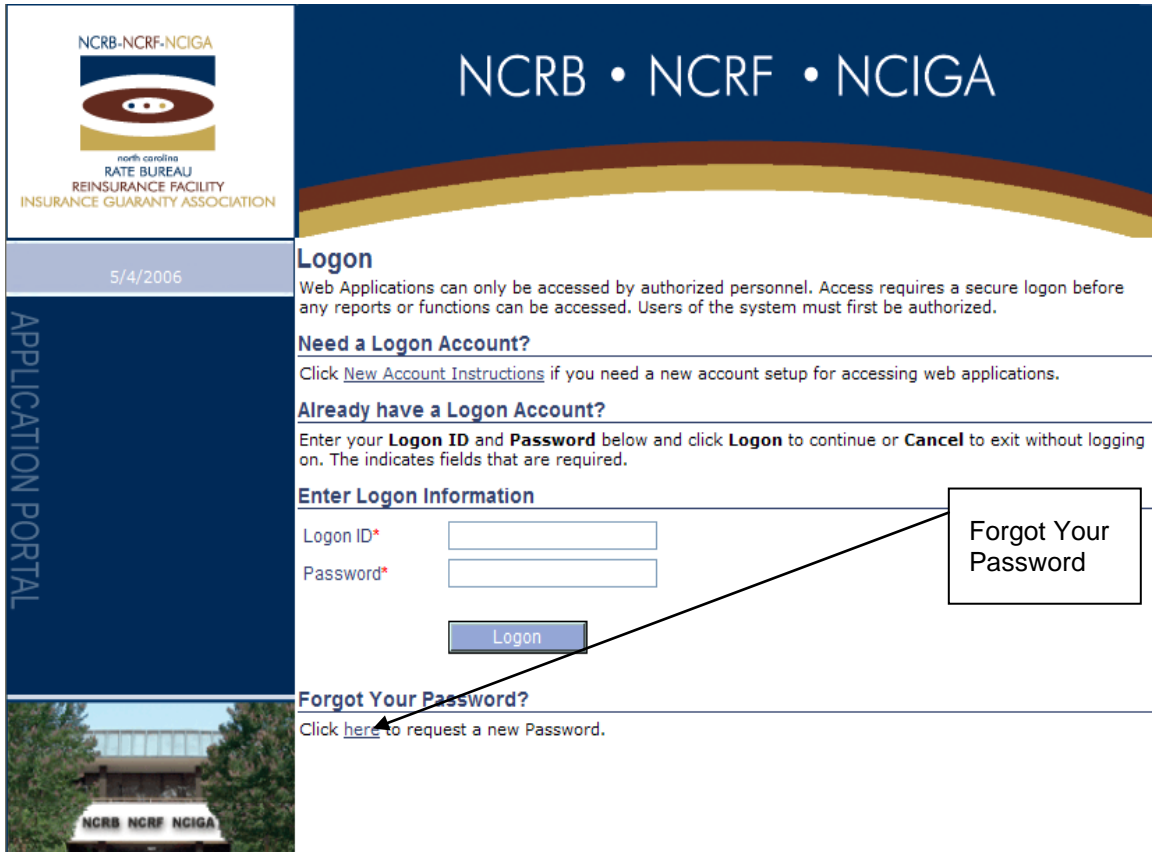 NCRB-NCRF-NCIGA
north carolina
RATE BUREAU
REINSURANCE FACILITY
INSURANCE GUARANTY ASSOCIATION
NCRB • NCRF • NCIGA
5/4/2006
APPLICATION PORTAL
Logon
Web Applications can only be accessed by authorized personnel. Access requires a secure logon before
any reports or functions can be accessed. Users of the system must first be authorized.
Need a Logon Account?
Click New Account Instructions if you need a new account setup for accessing web applications.
Already have a Logon Account?
Enter your Logon ID and Password below and click Logon to continue or Cancel to exit without logging
on. The indicates fields that are required.
Enter Logon Information
Logon ID*
Password*
Logon
Forgot Your
Password
Forgot Your Password?
Click here to request a new Password.
NCRB NCRF NCIGA